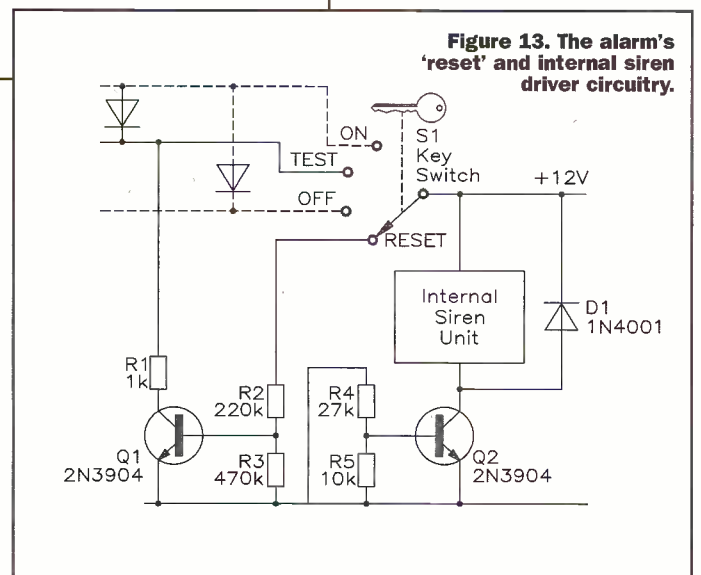 Figure 13. The alarm's
'reset' and internal siren
driver circuitry.
ON
S1
Key
Switch
TEST
+12V
OFF
RESET
Internal
Siren
Unit
D1
1N4001
R1
1k
R2
220k
R4
27k
Q1
2N3904
R3
470k
R5
10k
Q2
2N3904